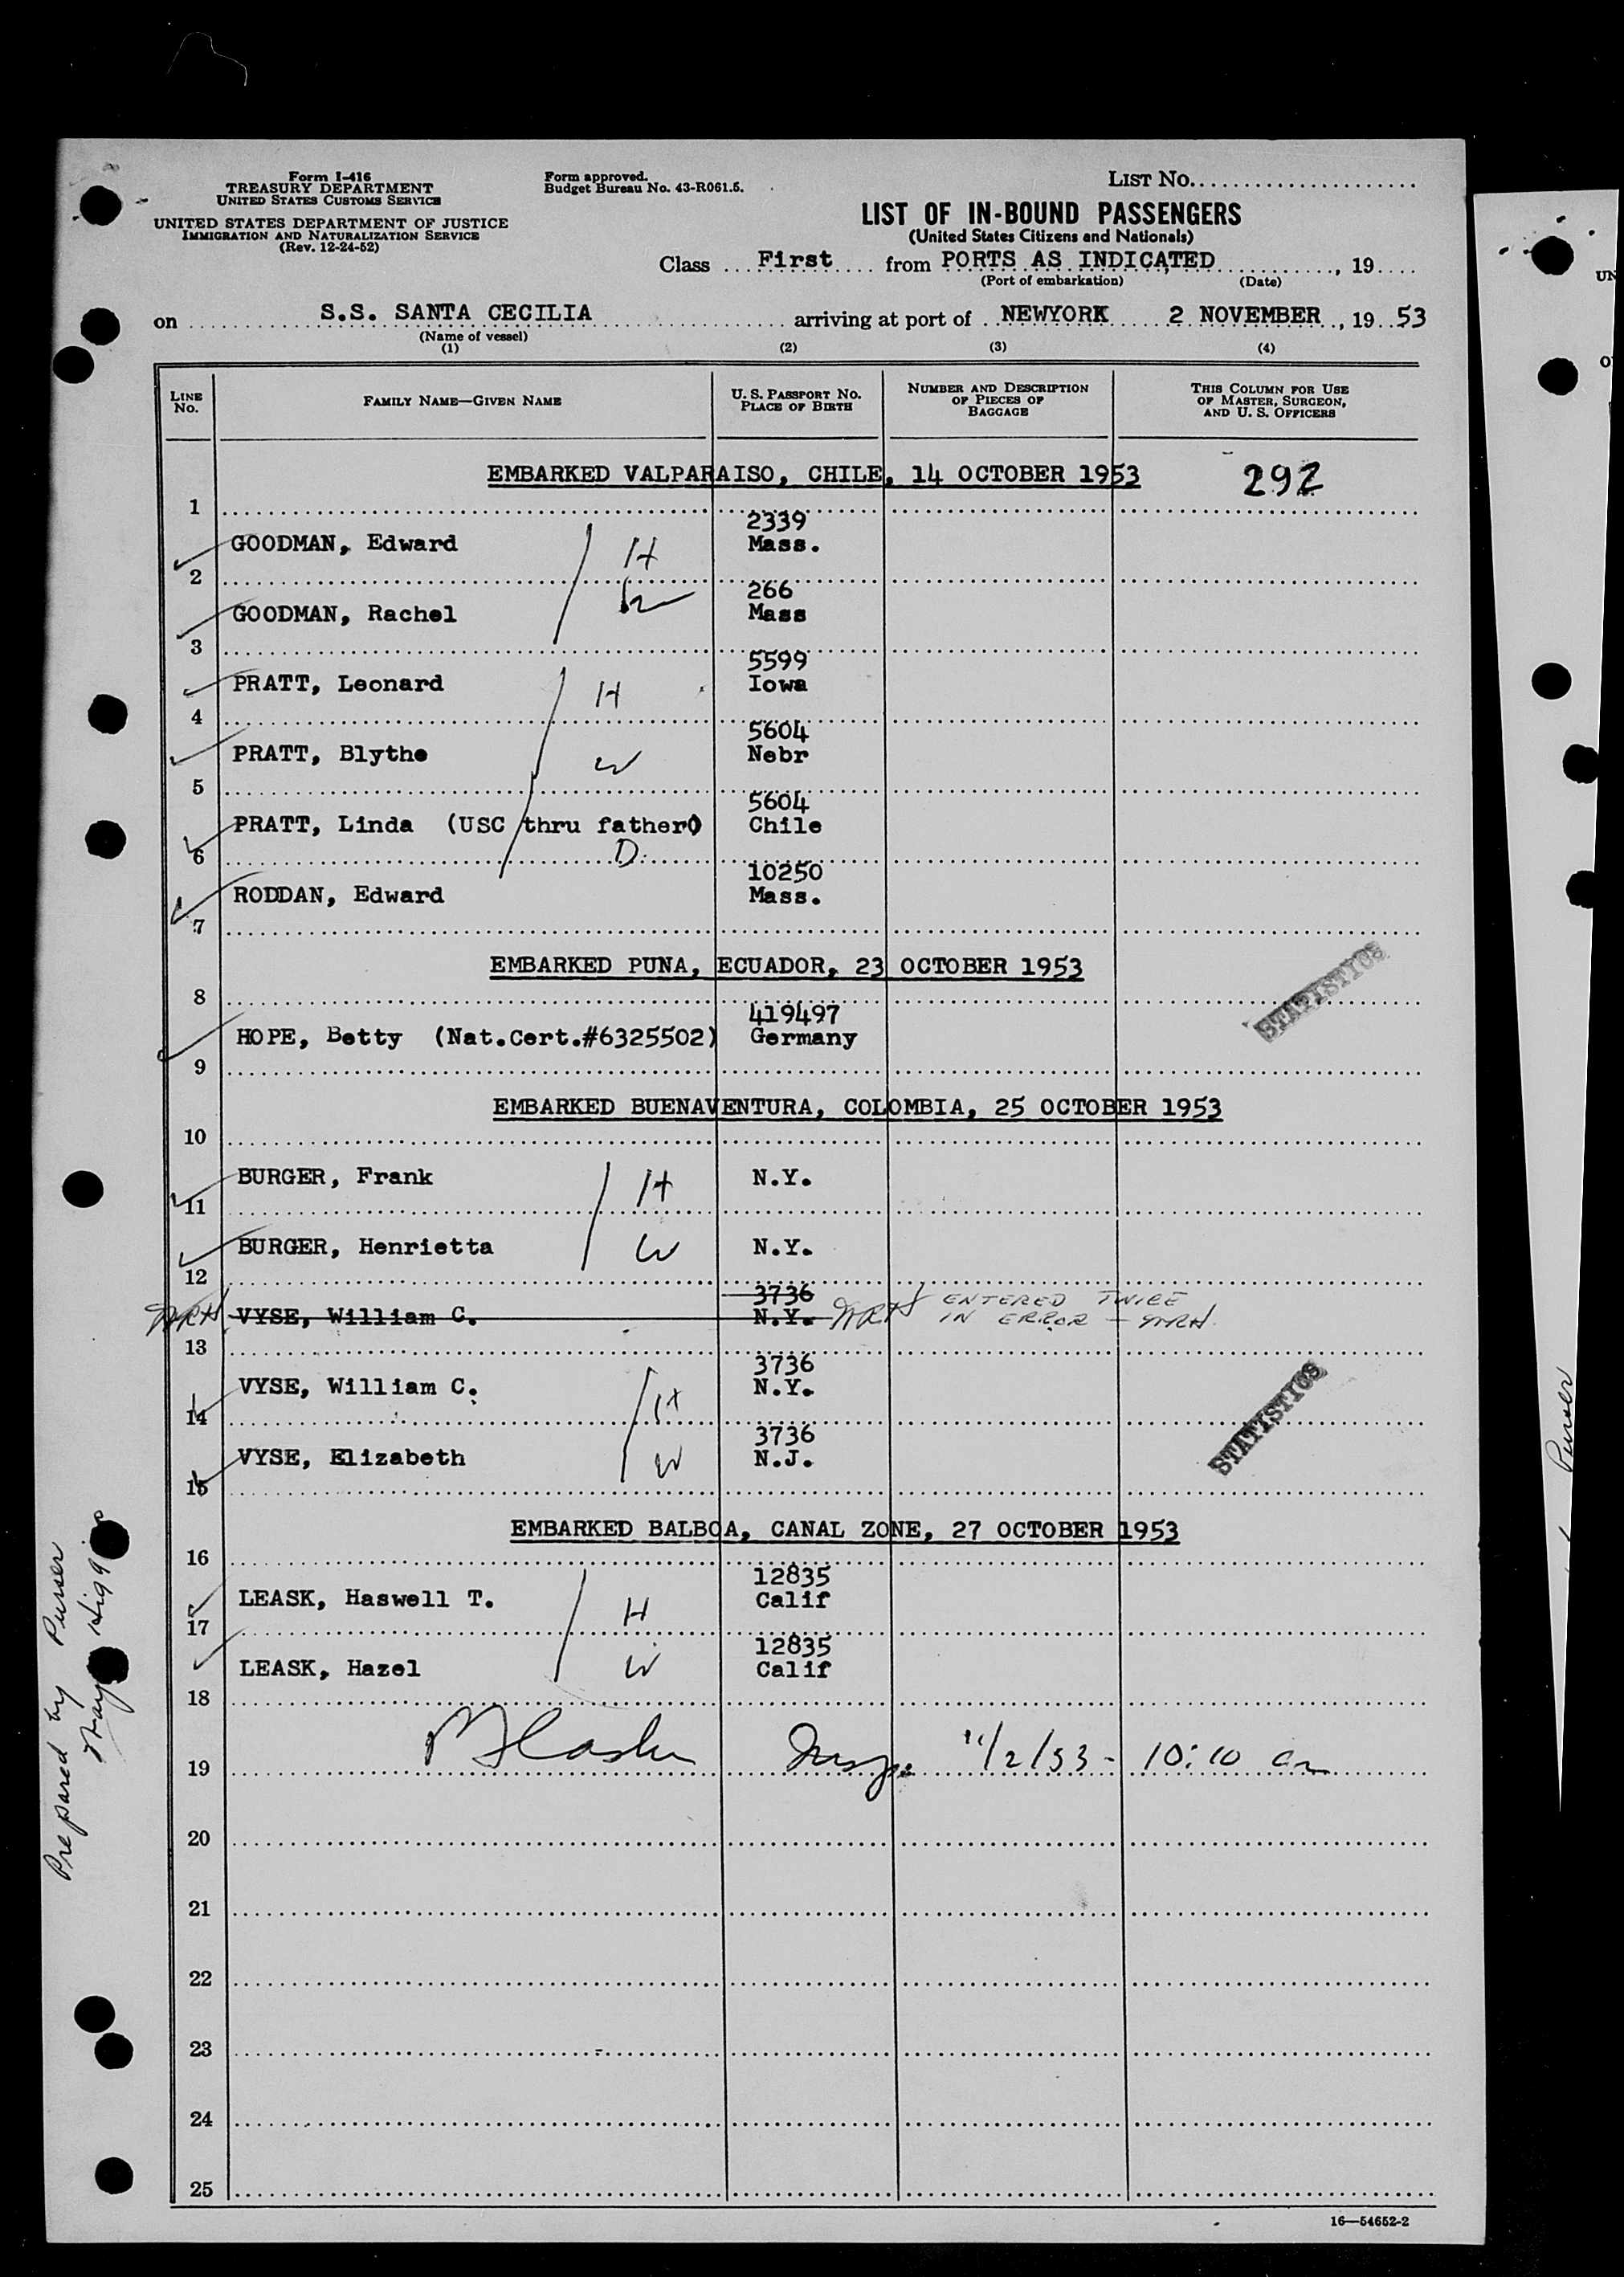 Form I-416
TREASURY DEPARTMENT
UNITED STATES CUSTOMS SERVICE
UNITED STATES DEPARTMENT OF JUSTICE
IMMIGRATION AND NATURALIZATION SERVICE
(Rev. 12-24-52)
Form approved.
Budget Bureau No. 43-R061.5.
LIST NO.
LIST OF IN-BOUND PASSENGERS
(United States Citizens and Nationals)
Class First from PORTS AS INDICATED, 19
(Port of embarkation) (Date)
on S.S. SANTA CECILIA arriving at port of NEWYORK 2 NOVEMBER, 19 53
(Name of vessel)
(1) (2) (3) (4)
LINE NO.
FAMILY NAME—GIVEN NAME
U. S. PASSPORT NO.
PLACE OF BIRTH
NUMBER AND DESCRIPTION
OF PIECES OF
BAGGAGE
THIS COLUMN FOR USE
OF MASTER, SURGEON,
AND U. S. OFFICERS
EMBARKED VALPARAISO, CHILE, 14 OCTOBER 1953 292
1
2339
GOODMAN, Edward H Mass.
2
266
GOODMAN, Rachel Mass
3
5599
PRATT, Leonard H Iowa
4
5604
PRATT, Blythe W Nebr
5
5604
PRATT, Linda (USC thru father) Chile
6 D.
10250
RODDAN, Edward Mass.
7
EMBARKED PUNA, ECUADOR, 23 OCTOBER 1953
STATISTICS
8
419497
HOPE, Betty (Nat.Cert.#6325502) Germany
9
EMBARKED BUENAVENTURA, COLOMBIA, 25 OCTOBER 1953
10
BURGER, Frank H N.Y.
11
BURGER, Henrietta W N.Y.
12
3736 ENTERED TWICE
WRH VYSE, William C. N.Y. WRH IN ERROR - WRH
13
3736
VYSE, William C. H N.Y.
14
STATISTICS
3736
VYSE, Elizabeth W N.J.
15
EMBARKED BALBOA, CANAL ZONE, 27 OCTOBER 1953
16
12835
LEASK, Haswell T. H Calif
17
12835
LEASK, Hazel W Calif
18
Insp. 11/2/53 - 10:10 am
19
20
21
22
23
24
25
16—54652-2
Prepared by Purser
Purser
UN